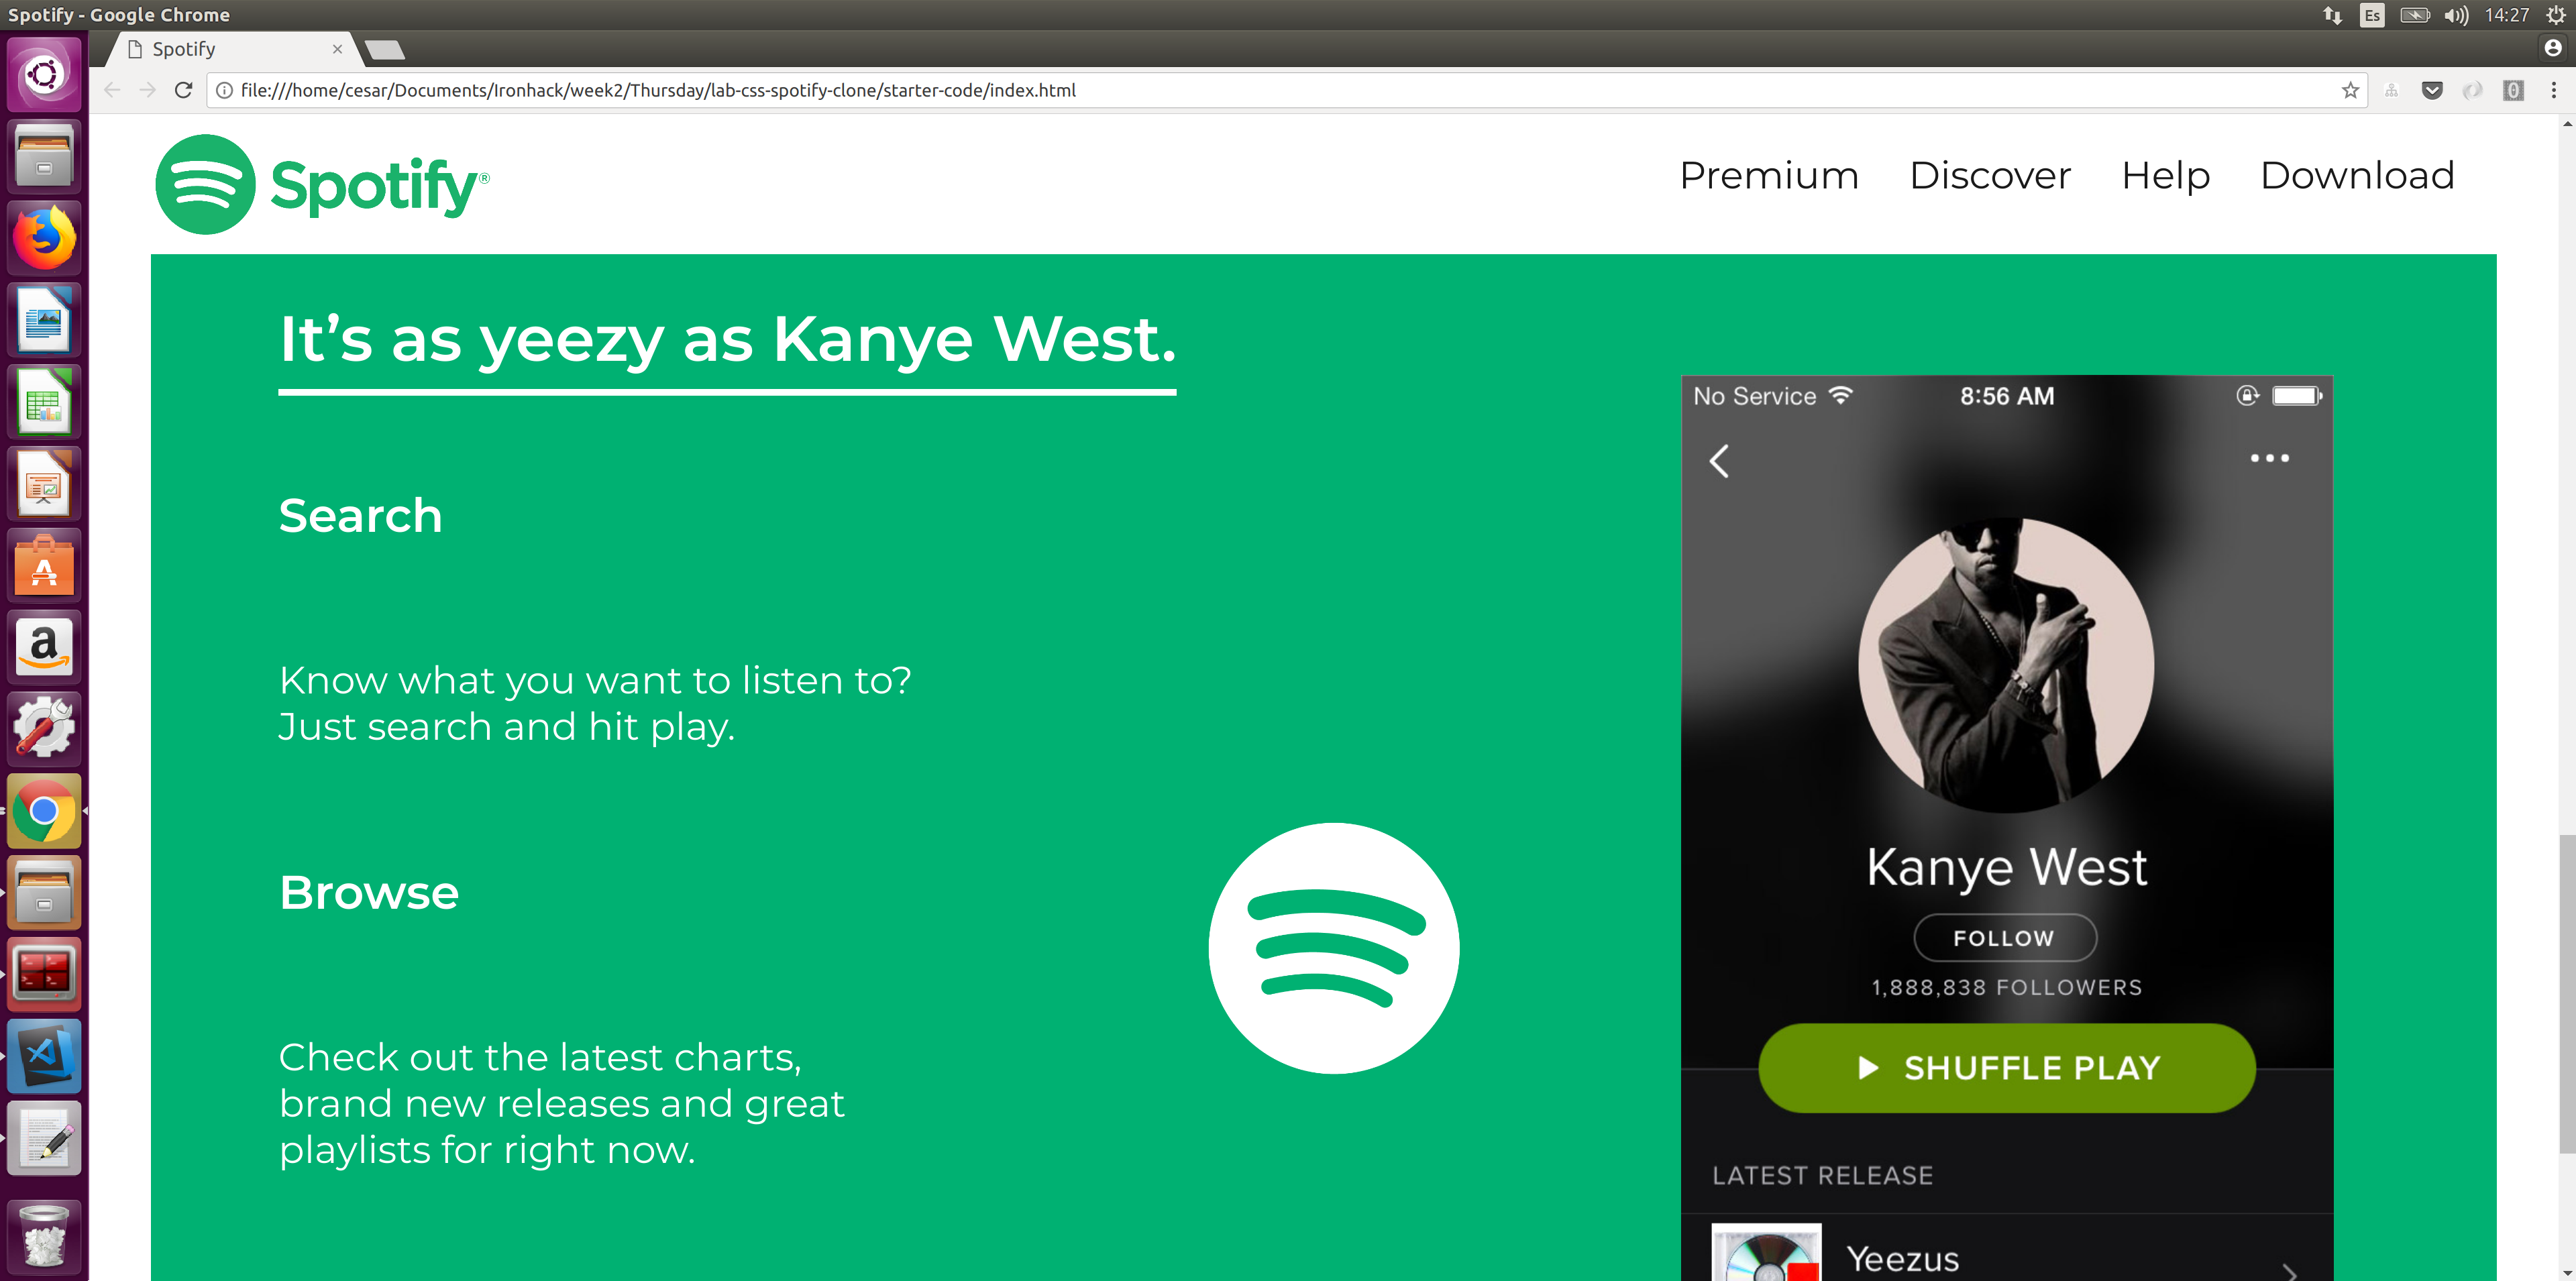 Spotify - Google Chrome
Es
14:27
Spotify
file:///home/cesar/Documents/Ironhack/week2/Thursday/lab-css-spotify-clone/starter-code/index.html
Spotify®
Premium Discover Help Download
It’s as yeezy as Kanye West.
Search
Know what you want to listen to?
Just search and hit play.
Browse
Check out the latest charts,
brand new releases and great
playlists for right now.
No Service 8:56 AM
Kanye West
FOLLOW
1,888,838 FOLLOWERS
SHUFFLE PLAY
LATEST RELEASE
Yeezus